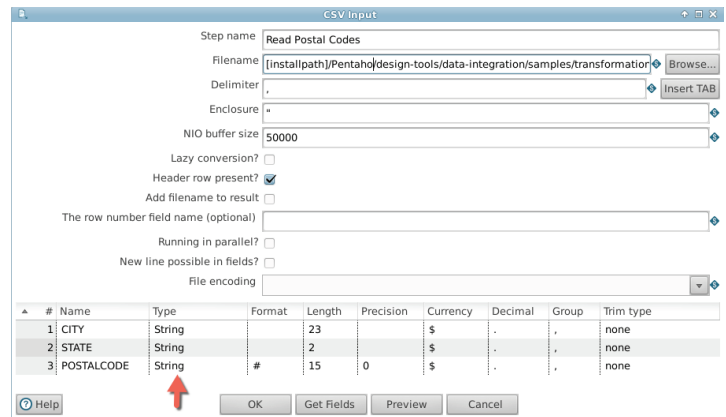 CSV Input
Step name Read Postal Codes
Filename [installpath]/Pentaho/design-tools/data-integration/samples/transformation Browse...
Delimiter , Insert TAB
Enclosure "
NIO buffer size 50000
Lazy conversion?
Header row present?
Add filename to result
The row number field name (optional)
Running in parallel?
New line possible in fields?
File encoding
# Name Type Format Length Precision Currency Decimal Group Trim type
1 CITY String 23 $ . , none
2 STATE String 2 $ . , none
3 POSTALCODE String # 15 0 $ . , none
? Help OK Get Fields Preview Cancel